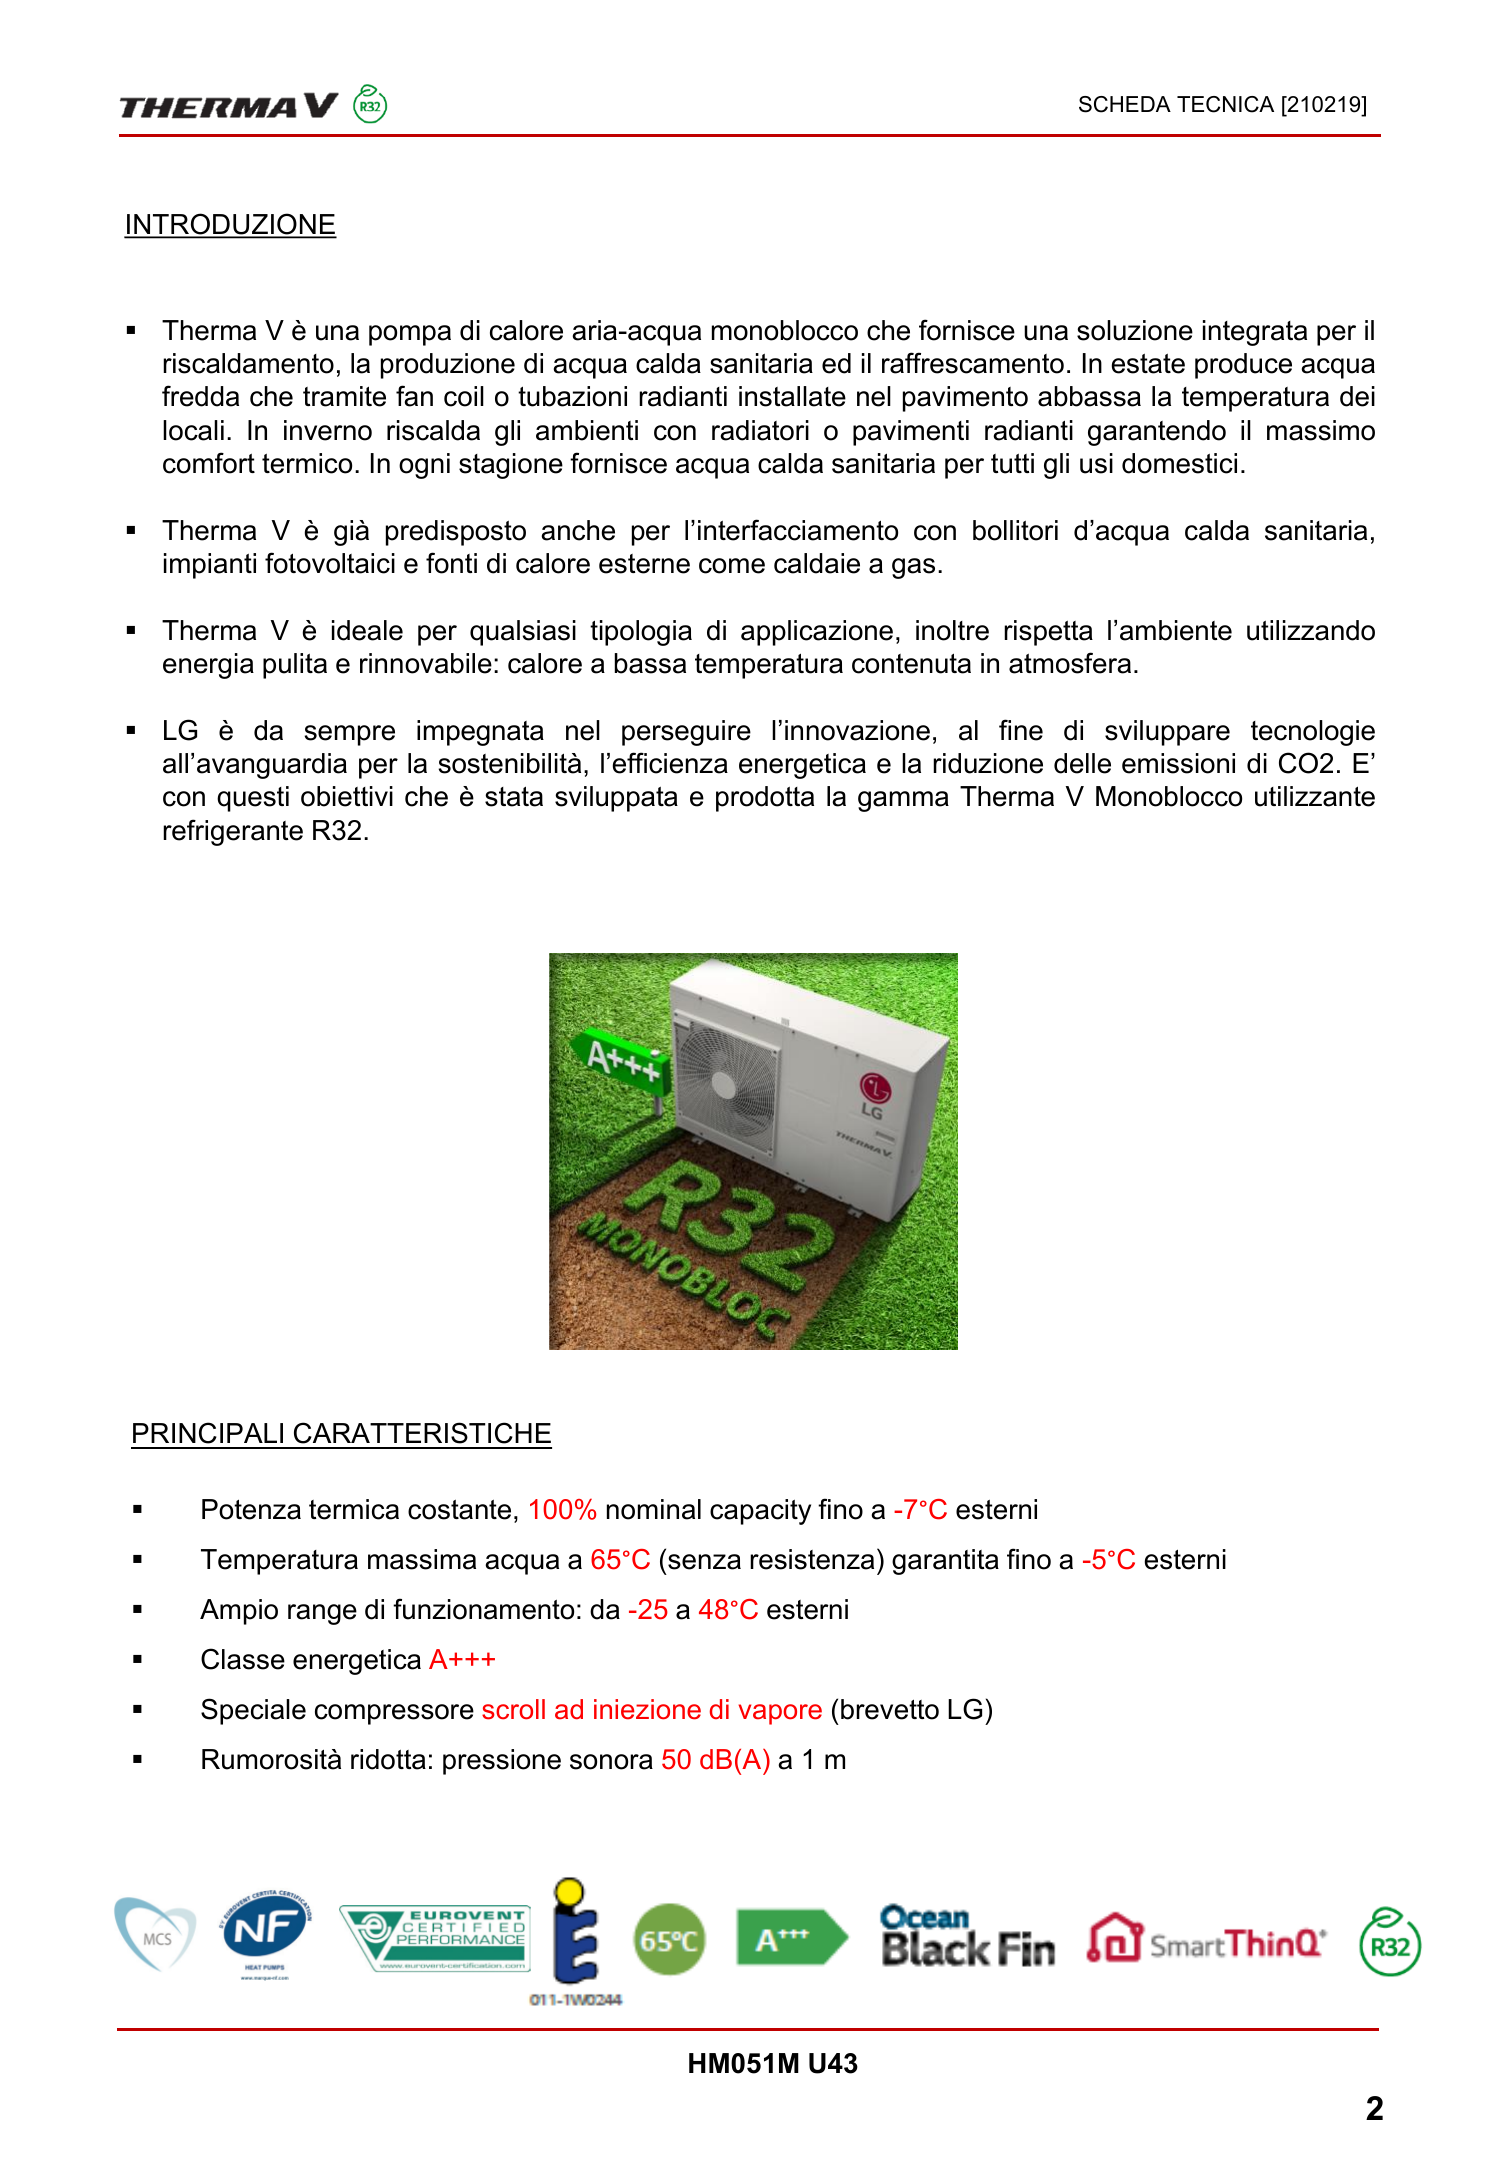 THERMA V R32
SCHEDA TECNICA [210219]
INTRODUZIONE
▪ Therma V è una pompa di calore aria-acqua monoblocco che fornisce una soluzione integrata per il
riscaldamento, la produzione di acqua calda sanitaria ed il raffrescamento. In estate produce acqua
fredda che tramite fan coil o tubazioni radianti installate nel pavimento abbassa la temperatura dei
locali. In inverno riscalda gli ambienti con radiatori o pavimenti radianti garantendo il massimo
comfort termico. In ogni stagione fornisce acqua calda sanitaria per tutti gli usi domestici.
▪ Therma V è già predisposto anche per l’interfacciamento con bollitori d’acqua calda sanitaria,
impianti fotovoltaici e fonti di calore esterne come caldaie a gas.
▪ Therma V è ideale per qualsiasi tipologia di applicazione, inoltre rispetta l’ambiente utilizzando
energia pulita e rinnovabile: calore a bassa temperatura contenuta in atmosfera.
▪ LG è da sempre impegnata nel perseguire l’innovazione, al fine di sviluppare tecnologie
all’avanguardia per la sostenibilità, l’efficienza energetica e la riduzione delle emissioni di CO2. E’
con questi obiettivi che è stata sviluppata e prodotta la gamma Therma V Monoblocco utilizzante
refrigerante R32.
A+++
LG
THERMA V
R32
MONOBLOC
PRINCIPALI CARATTERISTICHE
▪ Potenza termica costante, 100% nominal capacity fino a -7°C esterni
▪ Temperatura massima acqua a 65°C (senza resistenza) garantita fino a -5°C esterni
▪ Ampio range di funzionamento: da -25 a 48°C esterni
▪ Classe energetica A+++
▪ Speciale compressore scroll ad iniezione di vapore (brevetto LG)
▪ Rumorosità ridotta: pressione sonora 50 dB(A) a 1 m
MCS
NF
HEAT PUMPS
www.marque-nf.com
EUROVENT
CERTIFIED
PERFORMANCE
www.eurovent-certification.com
011-1W0244
65°C
A+++
Ocean
Black Fin
SmartThinQ
R32
HM051M U43
2